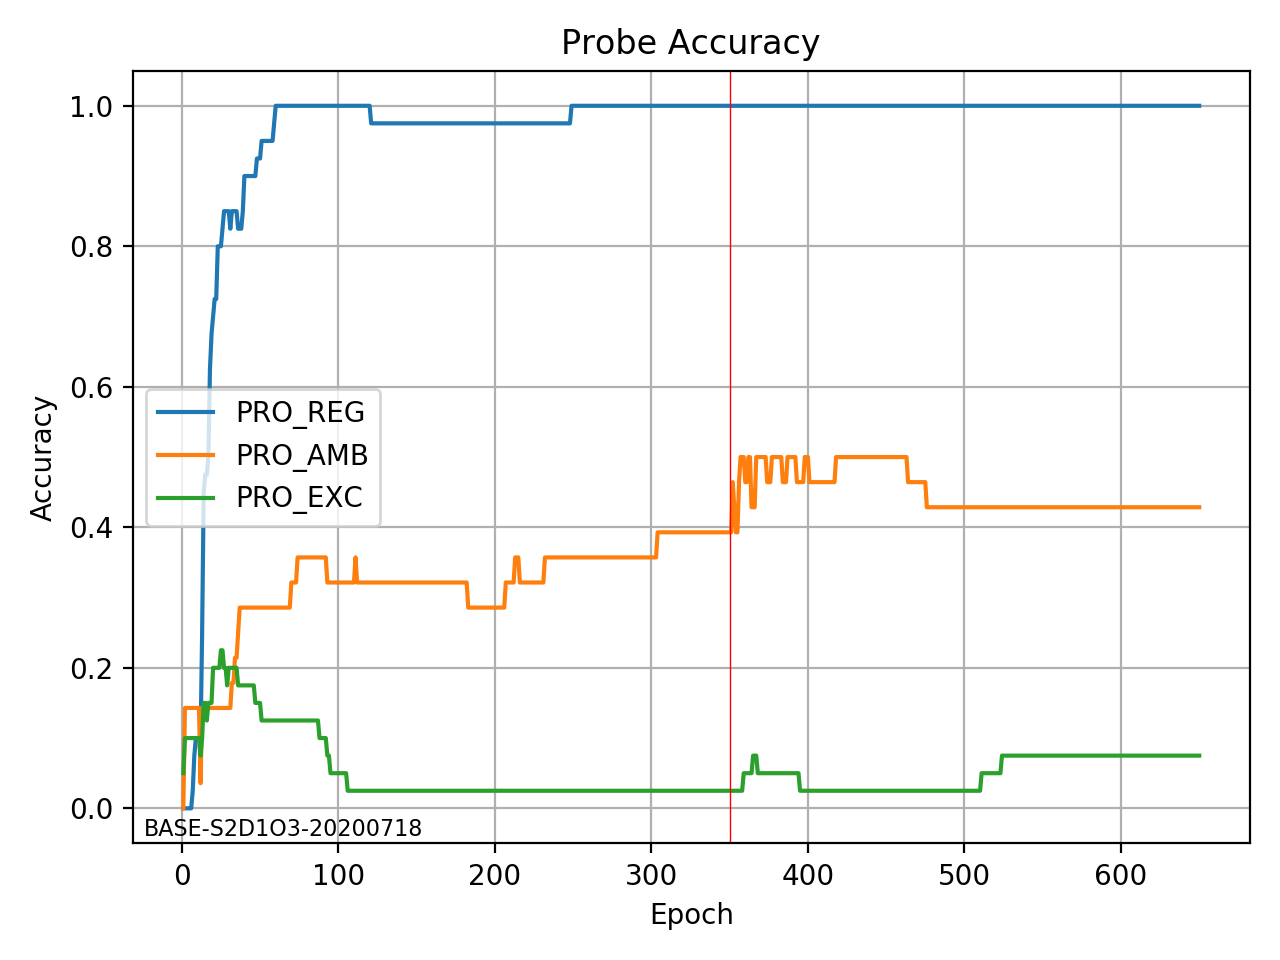 Probe Accuracy
1.0
0.8
0.6
0.4
0.2
0.0
Accuracy
PRO_REG
PRO_AMB
PRO_EXC
BASE-S2D1O3-20200718
0 100 200 300 400 500 600
Epoch